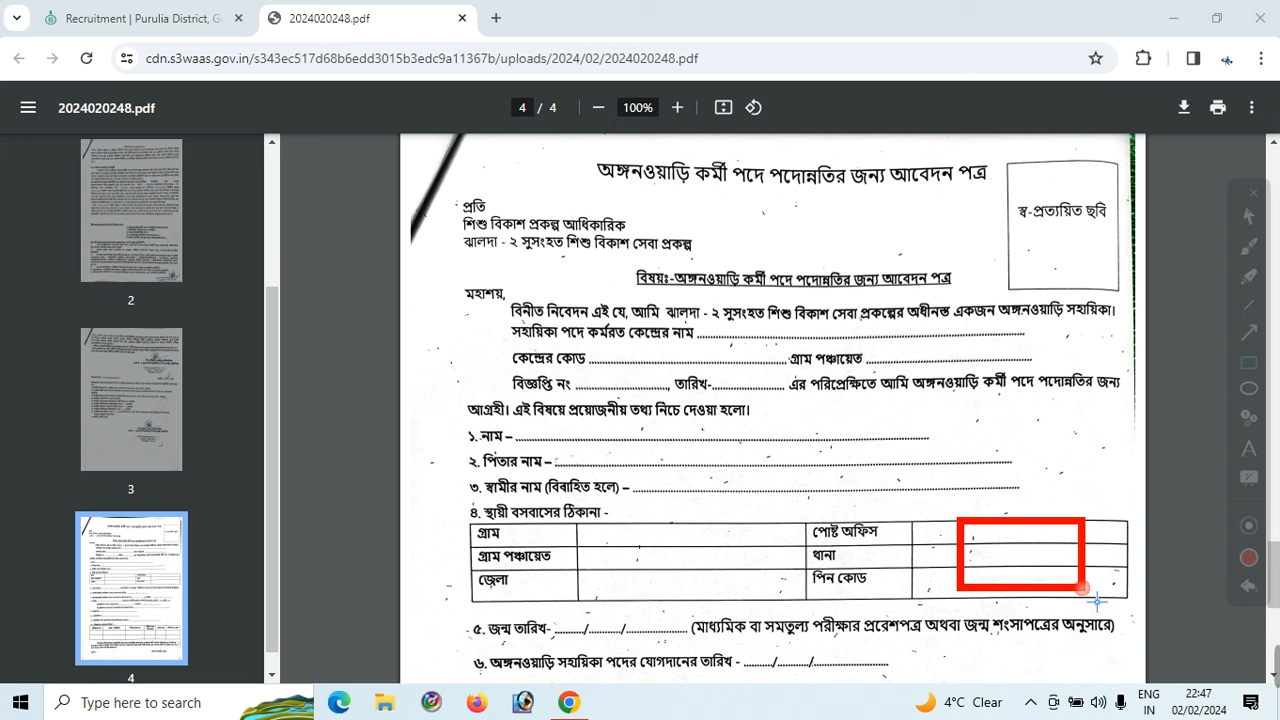 Recruitment | Purulia District, G
2024020248.pdf
cdn.s3waas.gov.in/s343ec517d68b6edd3015b3edc9a11367b/uploads/2024/02/2024020248.pdf
2024020248.pdf
4 / 4
100%
2
3
4
অঙ্গনওয়াড়ি কর্মী পদে পদোন্নতির জন্য আবেদন পত্র
স্ব-প্রত্যয়িত ছবি
প্রতি
শিশু বিকাশ প্রকল্প আধিকারিক
ঝালদা - ২ সুসংহত শিশু বিকাশ সেবা প্রকল্প
বিষয়ঃ-অঙ্গনওয়াড়ি কর্মী পদে পদোন্নতির জন্য আবেদন পত্র
মহাশয়,
বিনীত নিবেদন এই যে, আমি ঝালদা - ২ সুসংহত শিশু বিকাশ সেবা প্রকল্পের অধীনস্ত একজন অঙ্গনওয়াড়ি সহায়িকা।
সহায়িকা পদে কর্মরত কেন্দ্রের নাম ........................................
কেন্দ্রের কোড ........................................ গ্রাম পঞ্চায়েত ........................................
বিজ্ঞপ্তি নং ........................, তারিখ-.................. এর পরিপ্রেক্ষিতে আমি অঙ্গনওয়াড়ি কর্মী পদে পদোন্নতির জন্য
আগ্রহী। এই বিষয়ে প্রয়োজনীয় তথ্য নিচে দেওয়া হলো।
১. নাম – ........................................
২. পিতার নাম – ........................................
৩. স্বামীর নাম (বিবাহিত হলে) – ........................................
৪. স্থায়ী বসবাসের ঠিকানা -
গ্রাম পোষ্ট অফিস
গ্রাম পঞ্চায়েত থানা
জেলা পিন কোড
৫. জন্ম তারিখ - ........../........../.................. (মাধ্যমিক বা সমতুল পরীক্ষার প্রবেশপত্র অথবা জন্ম শংসাপত্রের অনুসারে)
৬. অঙ্গনওয়াড়ি সহায়িকা পদের যোগদানের তারিখ - ........../........../......................
Type here to search
4°C Clear
ENG
IN
22:47
02/02/2024